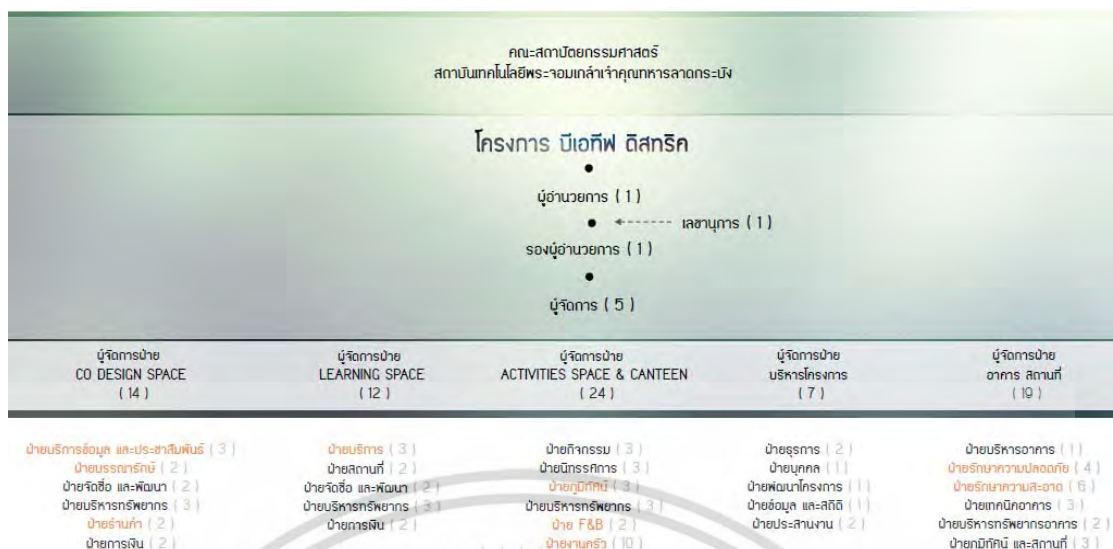 คณะสถาปัตยกรรมศาสตร์
สถาบันเทคโนโลยีพระจอมเกล้าเจ้าคุณทหารลาดกระบัง
โครงการ บีเอทีฟ ดิสทริค
ผู้อำนวยการ ( 1 )
เลขานุการ ( 1 )
รองผู้อำนวยการ ( 1 )
ผู้จัดการ ( 5 )
ผู้จัดการฝ่าย
CO DESIGN SPACE
( 14 )
ผู้จัดการฝ่าย
LEARNING SPACE
( 12 )
ผู้จัดการฝ่าย
ACTIVITIES SPACE & CANTEEN
( 24 )
ผู้จัดการฝ่าย
บริหารโครงการ
( 7 )
ผู้จัดการฝ่าย
อาคาร สถานที่
( 19 )
ฝ่ายบริการข้อมูล และประชาสัมพันธ์ ( 3 )
ฝ่ายบรรณารักษ์ ( 2 )
ฝ่ายจัดซื้อ และพัฒนา ( 2 )
ฝ่ายบริหารทรัพยากร ( 3 )
ฝ่ายร้านค้า ( 2 )
ฝ่ายการเงิน ( 2 )
ฝ่ายบริการ ( 3 )
ฝ่ายสถานที่ ( 2 )
ฝ่ายจัดซื้อ และพัฒนา ( 2 )
ฝ่ายบริหารทรัพยากร ( 3 )
ฝ่ายการเงิน ( 2 )
ฝ่ายกิจกรรม ( 3 )
ฝ่ายนิทรรศการ ( 3 )
ฝ่ายภูมิทัศน์ ( 3 )
ฝ่ายบริหารทรัพยากร ( 3 )
ฝ่าย F&B ( 2 )
ฝ่ายงานครัว ( 10 )
ฝ่ายธุรการ ( 2 )
ฝ่ายบุคคล ( 1 )
ฝ่ายพัฒนาโครงการ ( 1 )
ฝ่ายข้อมูล และสถิติ ( 1 )
ฝ่ายประสานงาน ( 2 )
ฝ่ายบริหารอาคาร ( 1 )
ฝ่ายรักษาความปลอดภัย ( 4 )
ฝ่ายรักษาความสะอาด ( 6 )
ฝ่ายเทคนิคอาคาร ( 3 )
ฝ่ายบริหารทรัพยากรอาคาร ( 2 )
ฝ่ายภูมิทัศน์ และสถานที่ ( 3 )